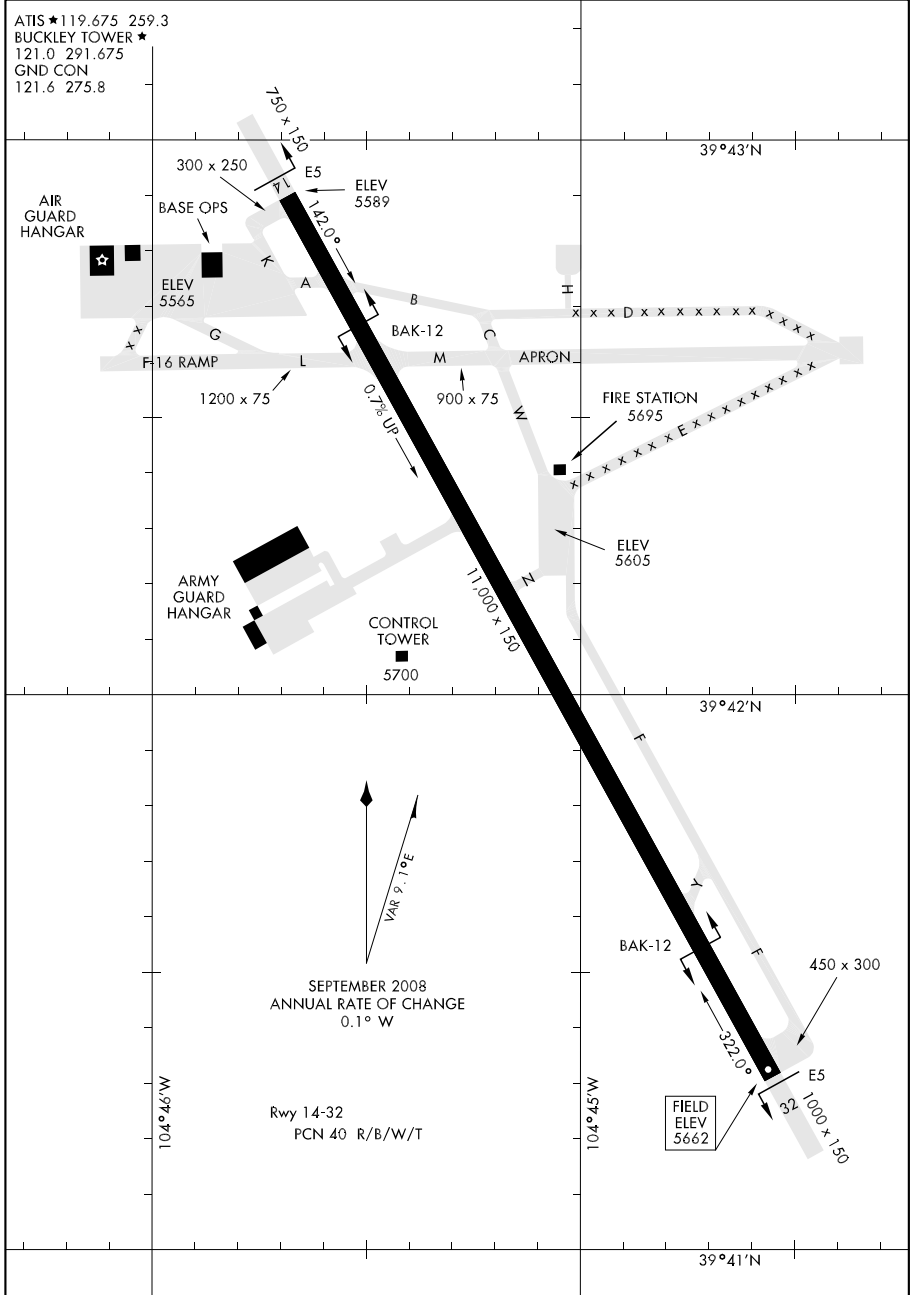 ATIS ★ 119.675 259.3
BUCKLEY TOWER ★
121.0 291.675
GND CON
121.6 275.8
750 x 150
39°43'N
300 x 250
E5
14
ELEV
5589
AIR
GUARD
HANGAR
BASE OPS
142.0°
K
ELEV
5565
A
B
H
D
G
BAK-12
C
F-16 RAMP
L
M
APRON
1200 x 75
0.7% UP
900 x 75
W
FIRE STATION
5695
E
ELEV
5605
ARMY
GUARD
HANGAR
11,000 x 150
N
CONTROL
TOWER
5700
39°42'N
F
VAR 9.1°E
Y
BAK-12
F
450 x 300
SEPTEMBER 2008
ANNUAL RATE OF CHANGE
0.1° W
322.0°
E5
32
1000 x 150
104°46'W
Rwy 14-32
PCN 40 R/B/W/T
104°45'W
FIELD
ELEV
5662
39°41'N